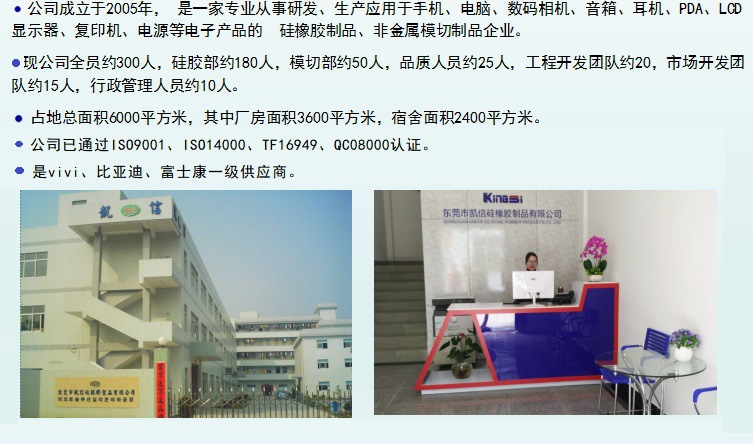 ● 公司成立于2005年， 是一家专业从事研发、生产应用于手机、电脑、数码相机、音箱、耳机、PDA、LCD
显示器、复印机、电源等电子产品的 硅橡胶制品、非金属模切制品企业。
●现公司全员约300人，硅胶部约180人，模切部约50人，品质人员约25人，工程开发团队约20，市场开发团
队约15人，行政管理人员约10人。
● 占地总面积6000平方米，其中厂房面积3600平方米，宿舍面积2400平方米。
● 公司已通过ISO9001、ISO14000、TF16949、QC08000认证。
● 是vivi、比亚迪、富士康一级供应商。
凯 信
东莞市凯信硅橡胶制品有限公司
KingSi
东莞市凯信硅橡胶制品有限公司
DONGGUAN KINGSI SILICONE RUBBER PRODUCTS CO.,LTD